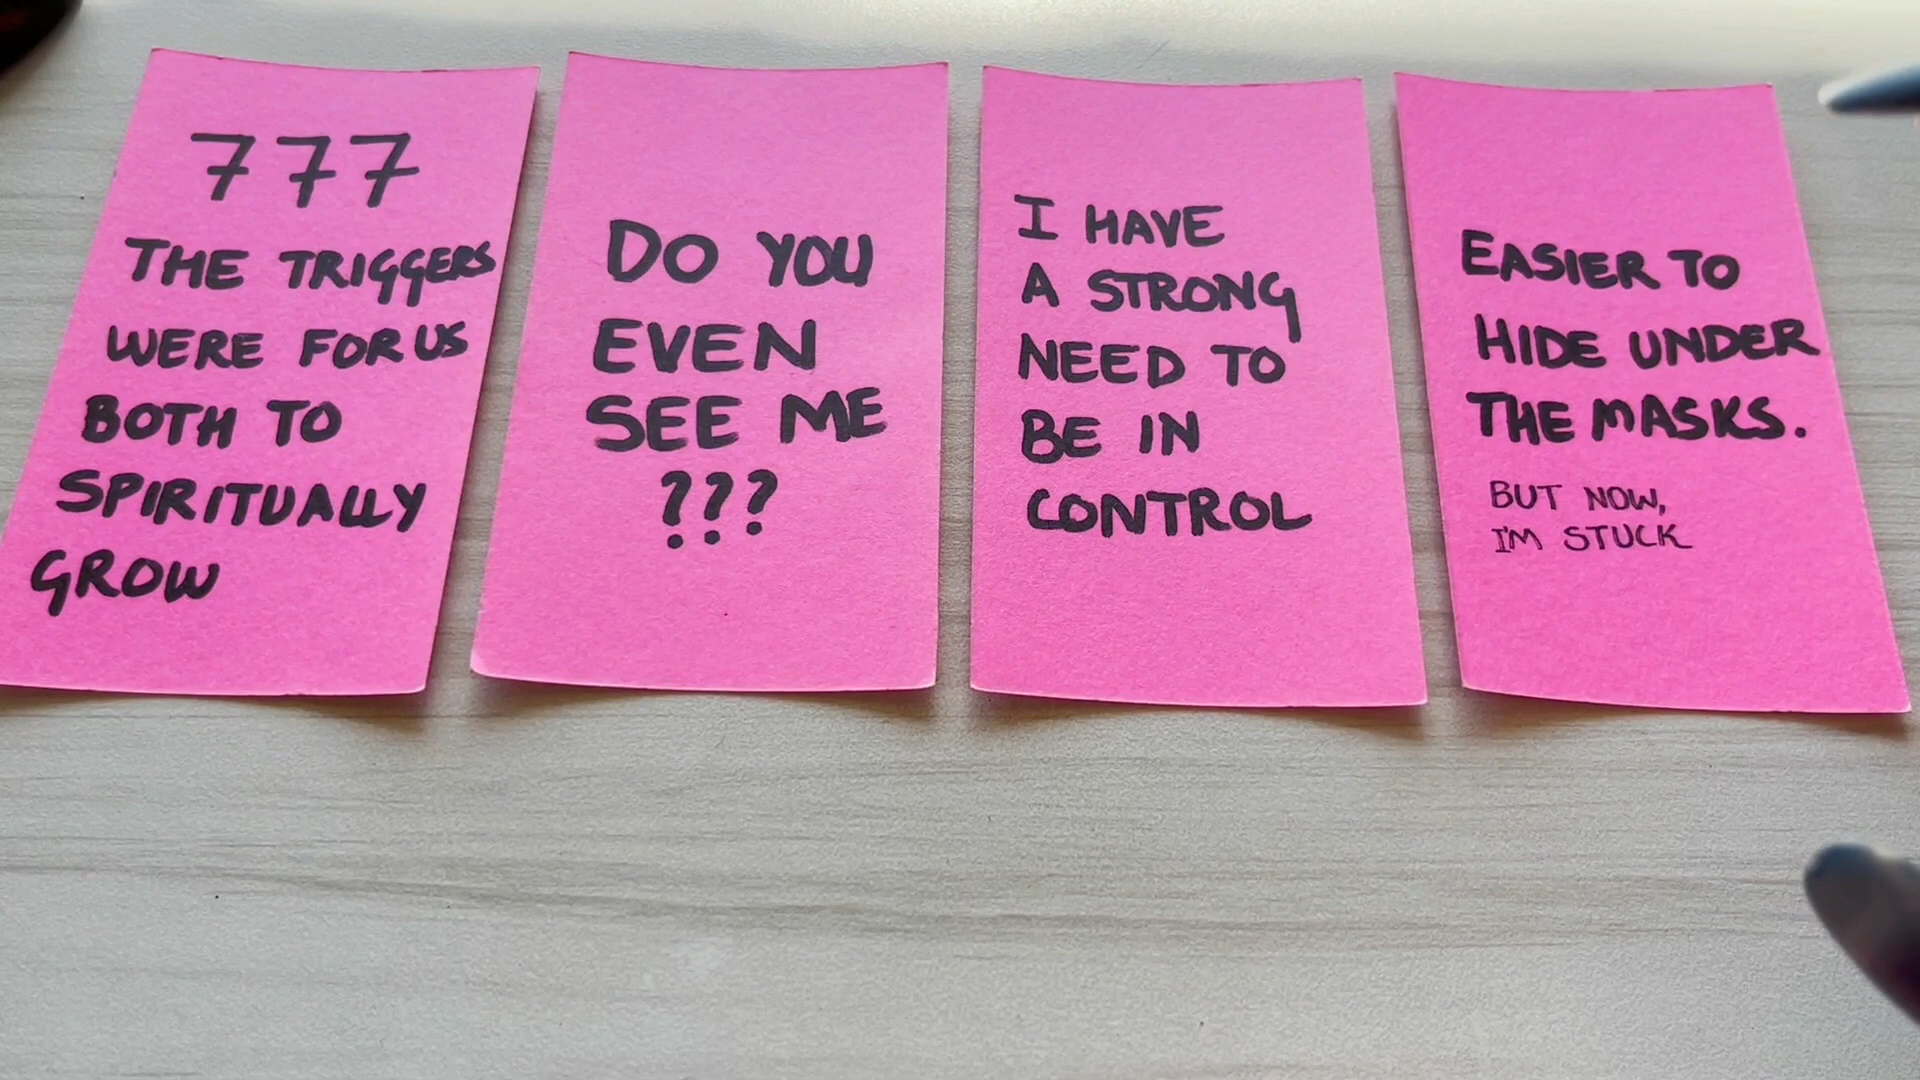 777
THE TRIGGERS
WERE FOR US
BOTH TO
SPIRITUALLY
GROW
DO YOU
EVEN
SEE ME
???
I HAVE
A STRONG
NEED TO
BE IN
CONTROL
EASIER TO
HIDE UNDER
THE MASKS.
BUT NOW,
I'M STUCK